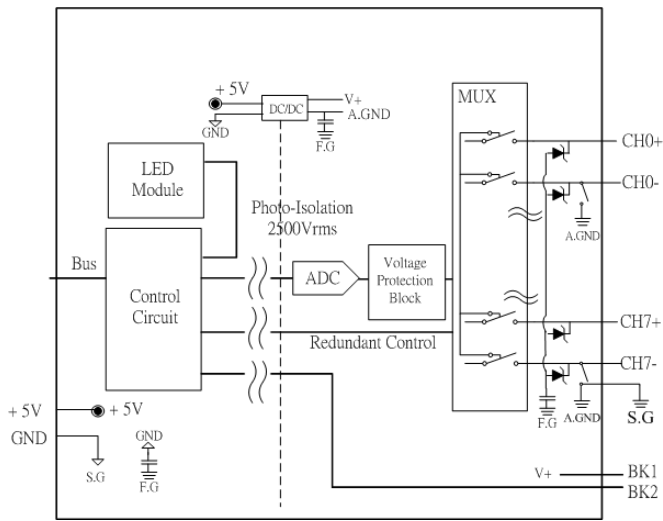 + 5V
DC/DC
V+
A.GND
GND
F.G
MUX
LED
Module
CH0+
CH0-
A.GND
Photo-Isolation
2500Vrms
Bus
Control
Circuit
ADC
Voltage
Protection
Block
Redundant Control
CH7+
CH7-
+ 5V
+ 5V
GND
S.G
GND
F.G
F.G
A.GND
S.G
V+
BK1
BK2